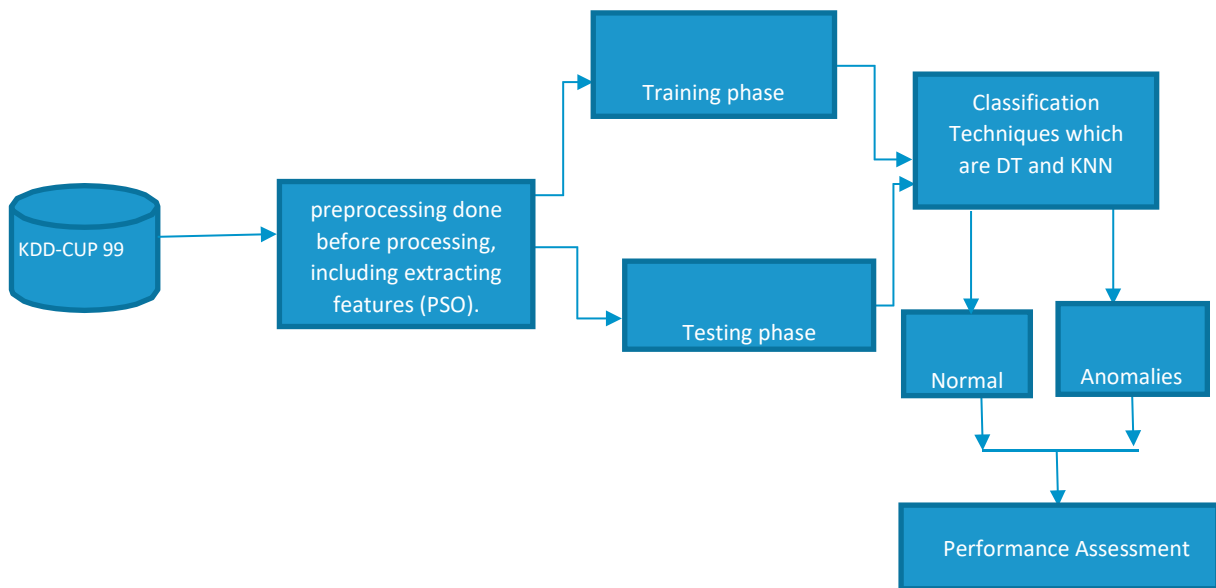 KDD-CUP 99
preprocessing done
before processing,
including extracting
features (PSO).
Training phase
Testing phase
Classification
Techniques which
are DT and KNN
Normal
Anomalies
Performance Assessment